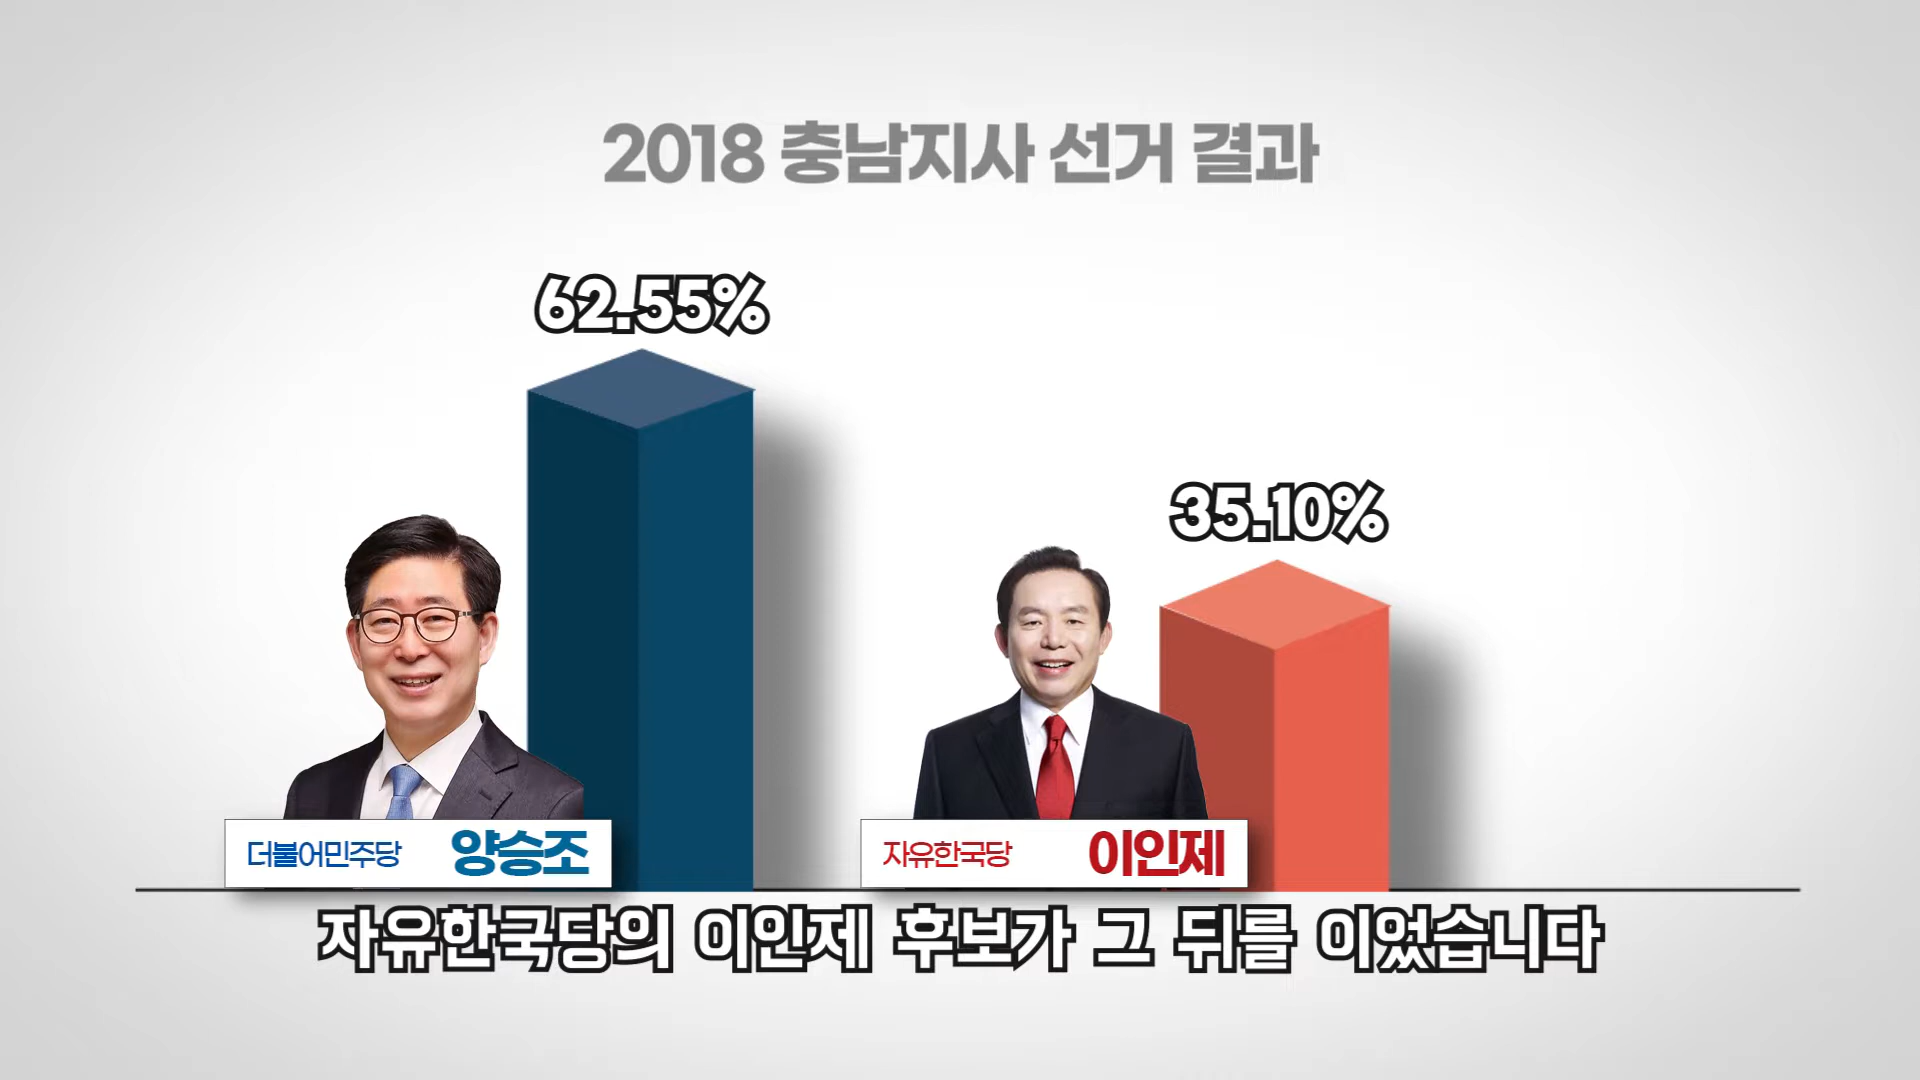 2018 충남지사 선거 결과
62.55%
35.10%
더불어민주당 양승조
자유한국당 이인제
자유한국당의 이인제 후보가 그 뒤를 이었습니다